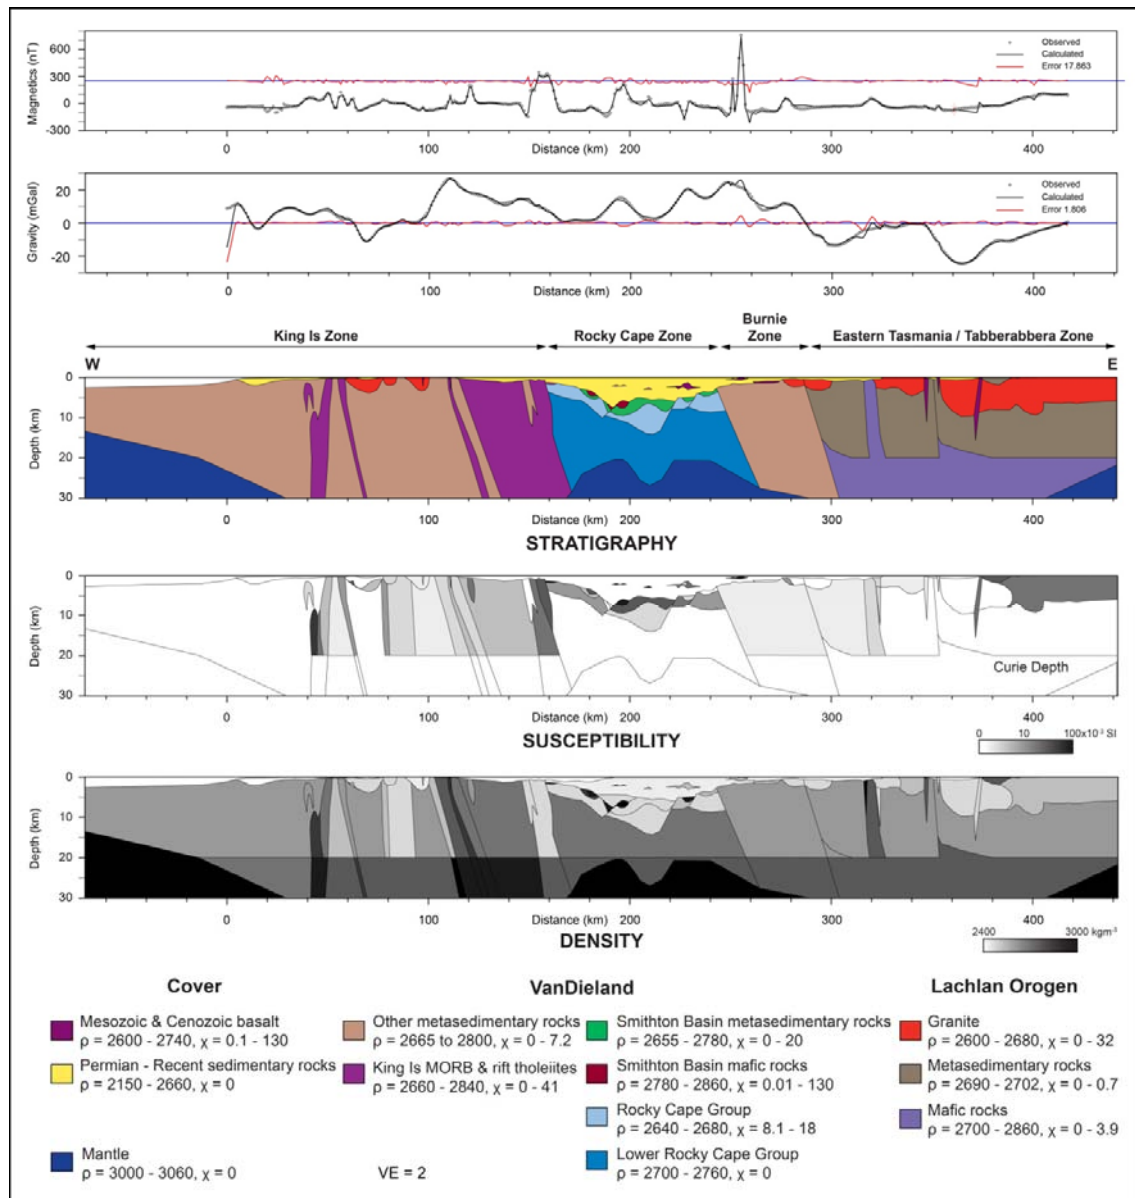 Magnetics (nT)
600
300
0
-300
Observed
Calculated
Error 17.863
0 100 200 300 400
Distance (km)
Gravity (mGal)
20
0
-20
Observed
Calculated
Error 1.806
0 100 200 300 400
Distance (km)
King Is Zone
Rocky Cape Zone
Burnie
Zone
Eastern Tasmania / Tabberabbera Zone
W
E
Depth (km)
0
10
20
30
0 100 200 300 400
Distance (km)
STRATIGRAPHY
Depth (km)
0
10
20
30
Curie Depth
0 100 200 300 400
Distance (km)
SUSCEPTIBILITY
0 10 100x10⁻³ SI
Depth (km)
0
10
20
30
0 100 200 300 400
Distance (km)
DENSITY
2400 3000 kgm⁻³
Cover
Mesozoic & Cenozoic basalt
ρ = 2600 - 2740, χ = 0.1 - 130
Permian - Recent sedimentary rocks
ρ = 2150 - 2660, χ = 0
Mantle
ρ = 3000 - 3060, χ = 0
VanDieland
Other metasedimentary rocks
ρ = 2665 to 2800, χ = 0 - 7.2
King Is MORB & rift tholeiites
ρ = 2660 - 2840, χ = 0 - 41
VE = 2
Smithton Basin metasedimentary rocks
ρ = 2655 - 2780, χ = 0 - 20
Smithton Basin mafic rocks
ρ = 2780 - 2860, χ = 0.01 - 130
Rocky Cape Group
ρ = 2640 - 2680, χ = 8.1 - 18
Lower Rocky Cape Group
ρ = 2700 - 2760, χ = 0
Lachlan Orogen
Granite
ρ = 2600 - 2680, χ = 0 - 32
Metasedimentary rocks
ρ = 2690 - 2702, χ = 0 - 0.7
Mafic rocks
ρ = 2700 - 2860, χ = 0 - 3.9